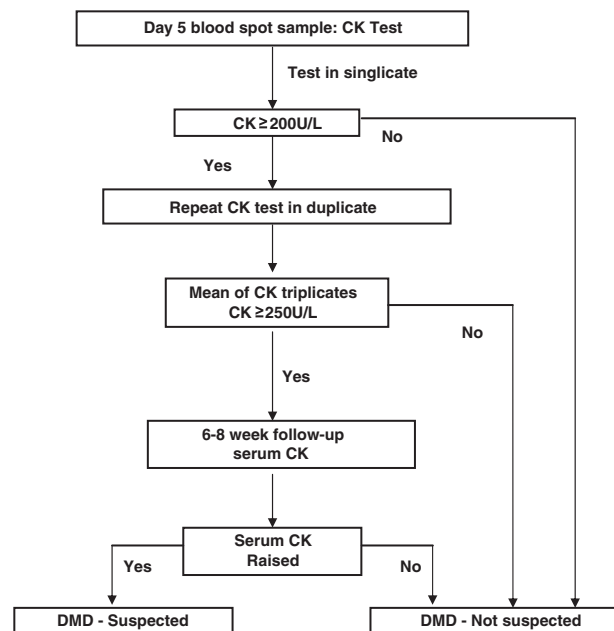 Day 5 blood spot sample: CK Test
Test in singlicate
CK ≥200U/L
No
Yes
Repeat CK test in duplicate
Mean of CK triplicates
CK ≥250U/L
No
Yes
6-8 week follow-up
serum CK
Serum CK
Raised
Yes
No
DMD - Suspected
DMD - Not suspected